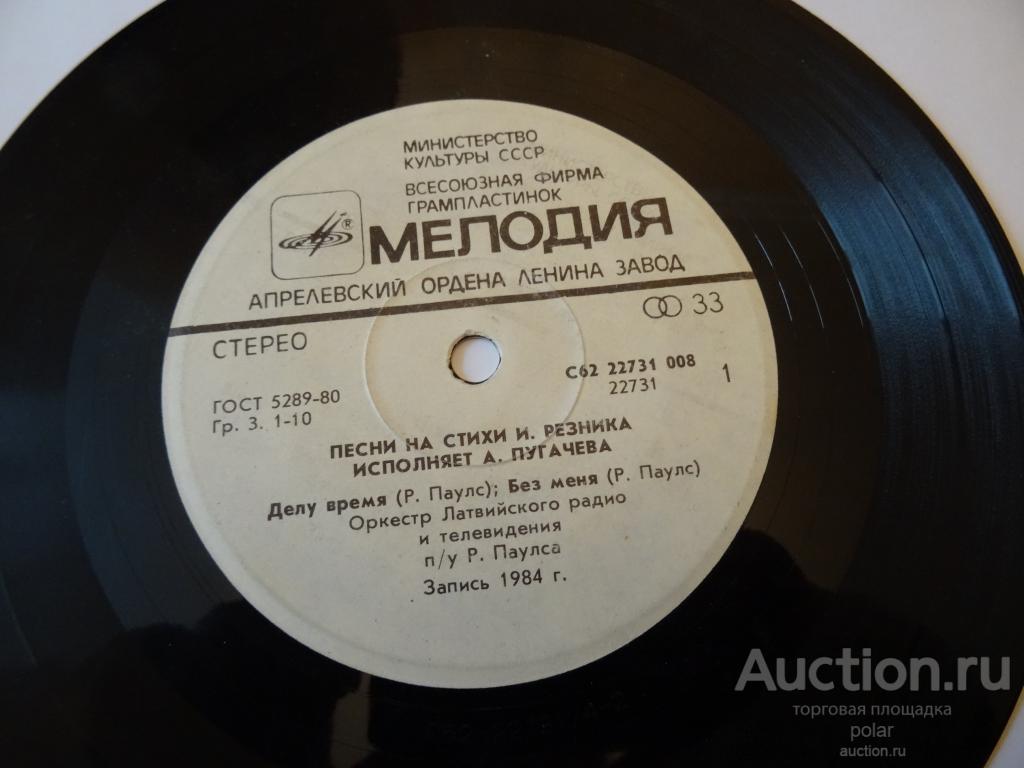 МИНИСТЕРСТВО
КУЛЬТУРЫ СССР
ВСЕСОЮЗНАЯ ФИРМА
ГРАМПЛАСТИНОК
®
МЕЛОДИЯ
АПРЕЛЕВСКИЙ ОРДЕНА ЛЕНИНА ЗАВОД
СТЕРЕО
33
ГОСТ 5289-80
Гр. 3. 1-10
С62 22731 008
22731
1
ПЕСНИ НА СТИХИ И. РЕЗНИКА
ИСПОЛНЯЕТ А. ПУГАЧЕВА
Делу время (Р. Паулс); Без меня (Р. Паулс)
Оркестр Латвийского радио
и телевидения
п/у Р. Паулса
Запись 1984 г.
Auction.ru
торговая площадка
polar
auction.ru